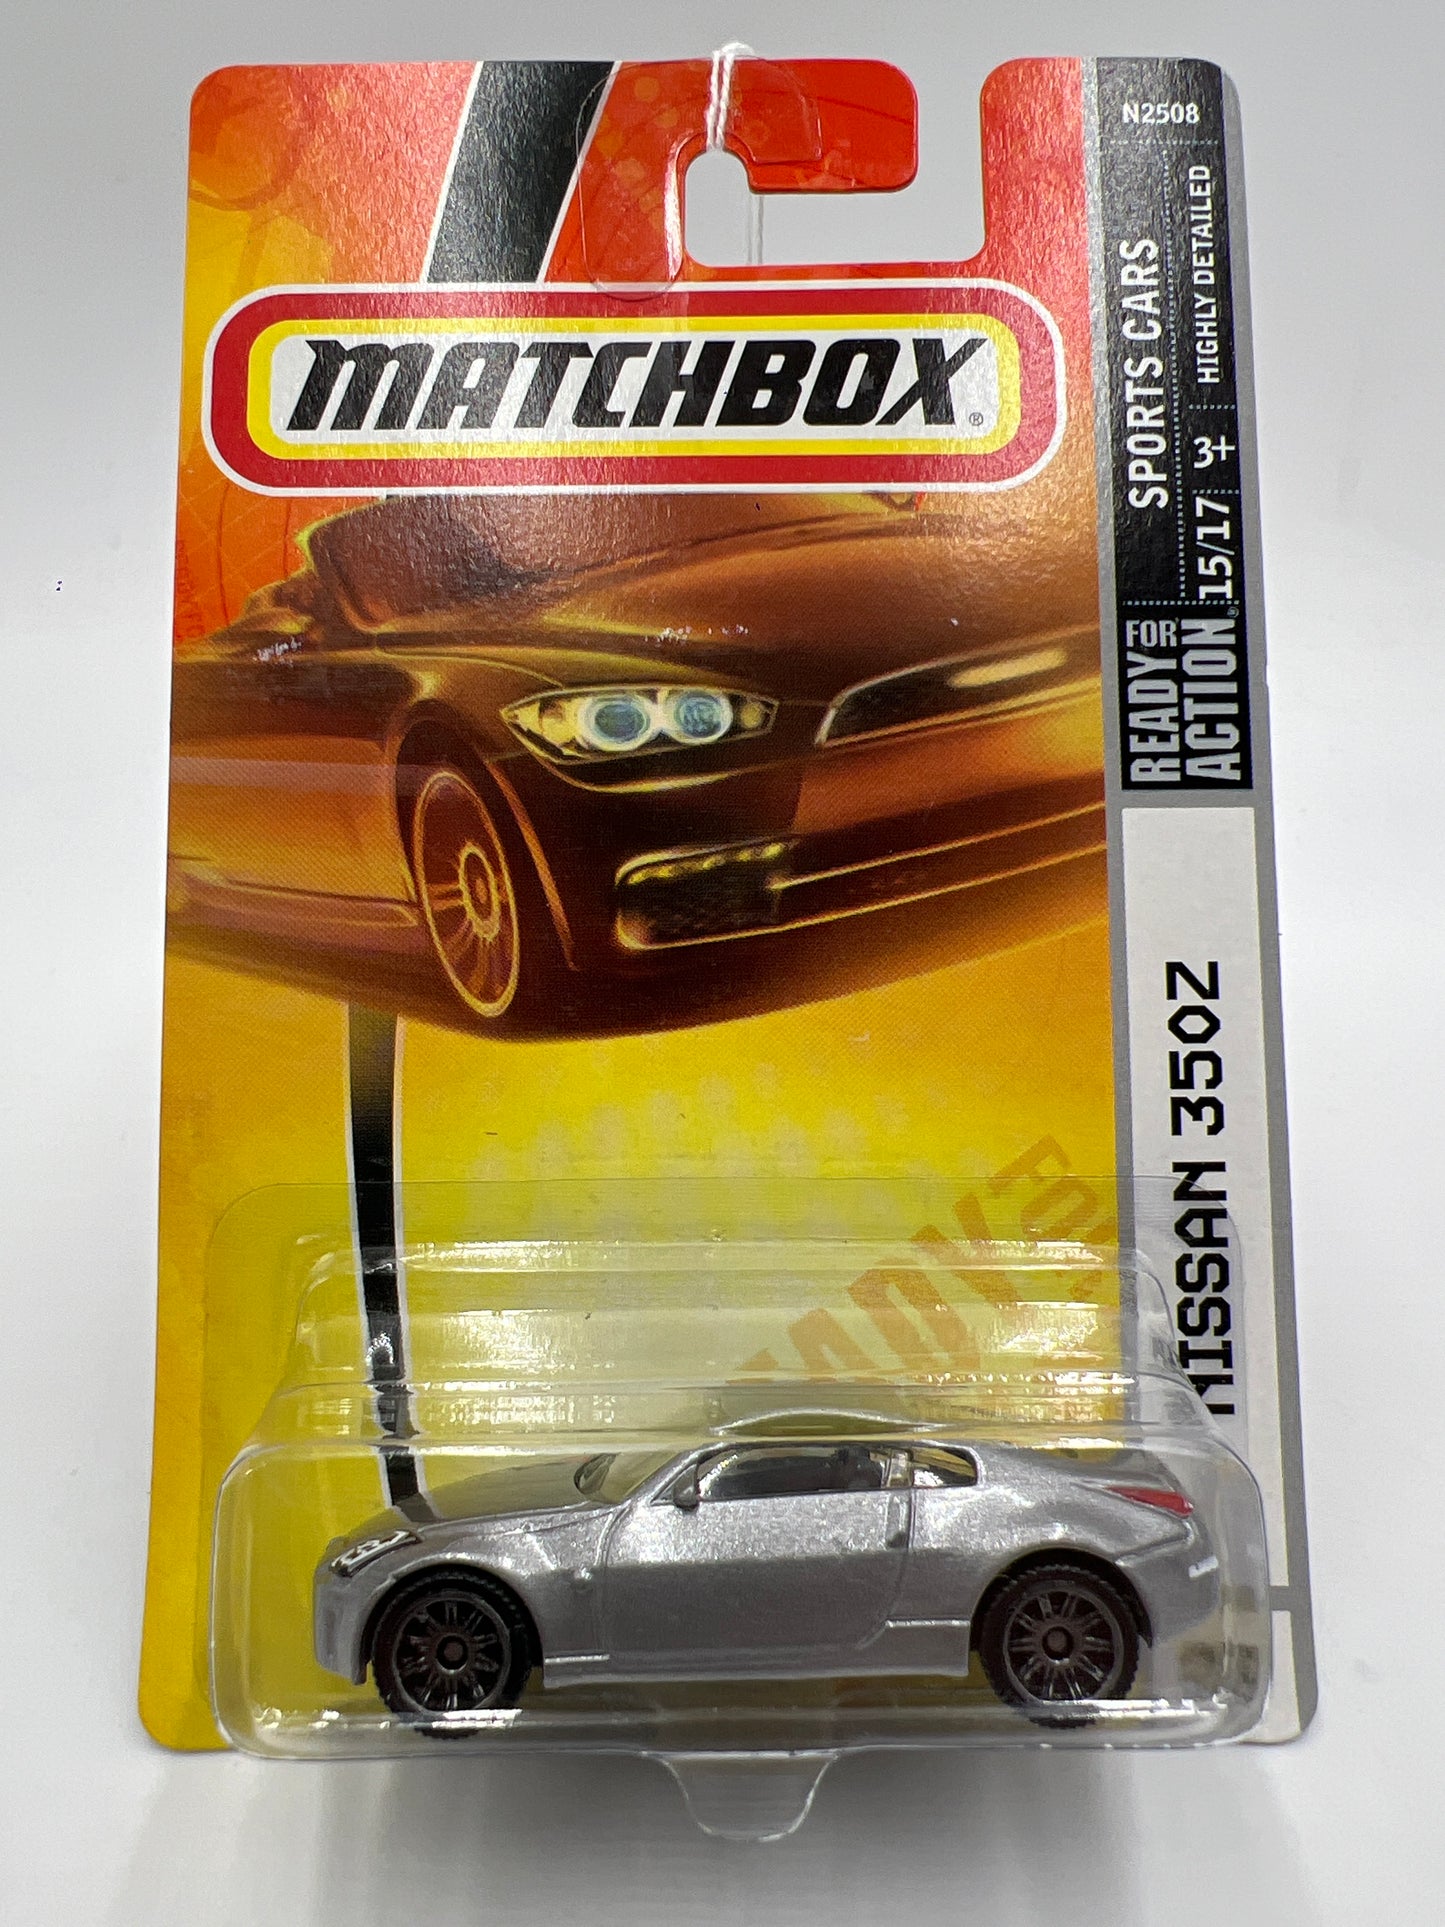 MATCHBOX®
N2508
SPORTS CARS
HIGHLY DETAILED
3+
15/17
READY FOR
ACTION®
NISSAN 350Z